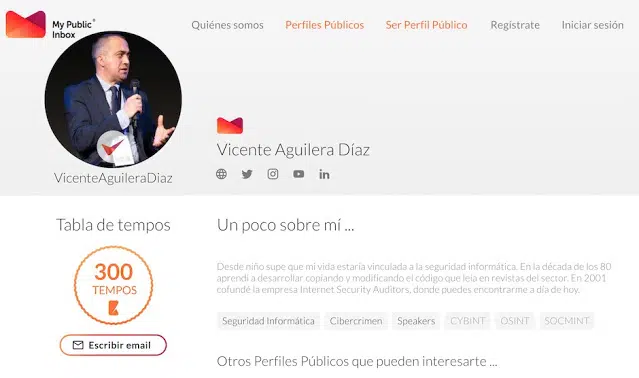 My Public
Inbox
Quiénes somos
Perfiles Públicos
Ser Perfil Público
Regístrate
Iniciar sesión
VicenteAguileraDiaz
Vicente Aguilera Díaz
Tabla de tempos
300
TEMPOS
Escribir email
Un poco sobre mí ...
Desde niño supe que mi vida estaría vinculada a la seguridad informática. En la década de los 80
aprendí a desarrollar copiando y modificando el código que leía en revistas del sector. En 2001
cofundé la empresa Internet Security Auditors, donde puedes encontrarme a día de hoy.
Seguridad Informática
Cibercrimen
Speakers
CYBINT
OSINT
SOCMINT
Otros Perfiles Públicos que pueden interesarte ...